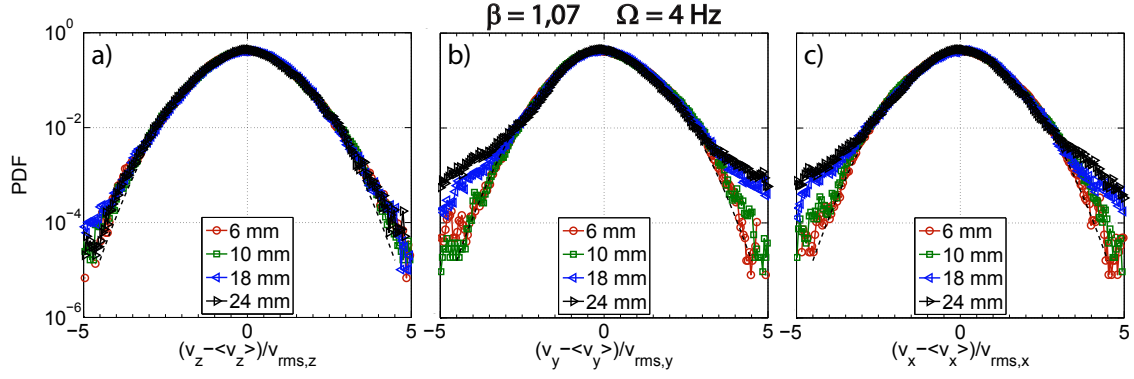 β = 1,07 Ω = 4 Hz
PDF
10^0
10^−2
10^−4
10^−6
a)
6 mm
10 mm
18 mm
24 mm
−5 0 5
(v_z−<v_z>)/v_rms,z
b)
6 mm
10 mm
18 mm
24 mm
−5 0 5
(v_y−<v_y>)/v_rms,y
c)
6 mm
10 mm
18 mm
24 mm
−5 0 5
(v_x−<v_x>)/v_rms,x